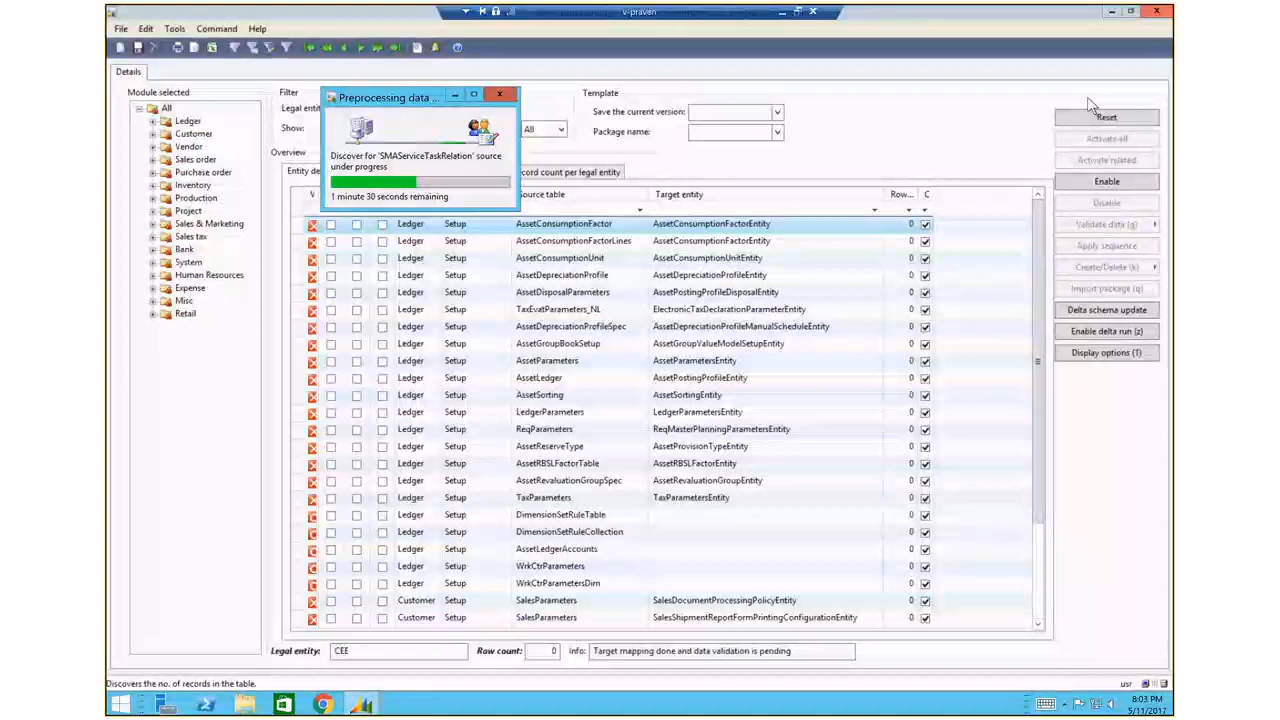 v-praven
File Edit Tools Command Help
Details
Module selected
All
Ledger
Customer
Vendor
Sales order
Purchase order
Inventory
Production
Project
Sales & Marketing
Sales tax
Bank
System
Human Resources
Expense
Misc
Retail
Filter
Show:
All
Preprocessing data ...
Discover for 'SMAServiceTaskRelation' source
under progress
1 minute 30 seconds remaining
Template
Save the current version:
Package name:
Overview
Source table Target entity Row... C
Ledger Setup AssetConsumptionFactor AssetConsumptionFactorEntity 0
Ledger Setup AssetConsumptionFactorLines AssetConsumptionFactorEntity 0
Ledger Setup AssetConsumptionUnit AssetConsumptionUnitEntity 0
Ledger Setup AssetDepreciationProfile AssetDepreciationProfileEntity 0
Ledger Setup AssetDisposalParameters AssetPostingProfileDisposalEntity 0
Ledger Setup TaxEvatParameters_NL ElectronicTaxDeclarationParameterEntity 0
Ledger Setup AssetDepreciationProfileSpec AssetDepreciationProfileManualScheduleEntity 0
Ledger Setup AssetGroupBookSetup AssetGroupValueModelSetupEntity 0
Ledger Setup AssetParameters AssetParametersEntity 0
Ledger Setup AssetLedger AssetPostingProfileEntity 0
Ledger Setup AssetSorting AssetSortingEntity 0
Ledger Setup LedgerParameters LedgerParametersEntity 0
Ledger Setup ReqParameters ReqMasterPlanningParametersEntity 0
Ledger Setup AssetReserveType AssetProvisionTypeEntity 0
Ledger Setup AssetRBSLFactorTable AssetRBSLFactorEntity 0
Ledger Setup AssetRevaluationGroupSpec AssetRevaluationGroupEntity 0
Ledger Setup TaxParameters TaxParametersEntity 0
Ledger Setup DimensionSetRuleTable 0
Ledger Setup DimensionSetRuleCollection 0
Ledger Setup AssetLedgerAccounts 0
Ledger Setup WrkCtrParameters 0
Ledger Setup WrkCtrParametersDim 0
Customer Setup SalesParameters SalesDocumentProcessingPolicyEntity 0
Customer Setup SalesParameters SalesShipmentReportFormPrintingConfigurationEntity 0
Reset
Activate all
Activate related
Enable
Disable
Validate data (g)
Apply sequence
Create/Delete (k)
Import package (q)
Delta schema update
Enable delta run (z)
Display options (1)
Legal entity: CEE Row count: 0 Info: Target mapping done and data validation is pending
Discovers the no. of records in the table. usr
8:03 PM
5/11/2017